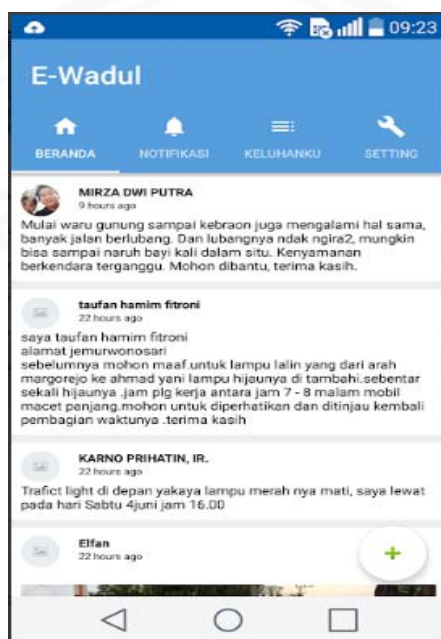 09:23
E-Wadul
BERANDA NOTIFIKASI KELUHANKU SETTING
MIRZA DWI PUTRA
9 hours ago
Mulai waru gunung sampai kebraon juga mengalami hal sama,
banyak jalan berlubang. Dan lubangnya ndak ngira2, mungkin
bisa sampai naruh bayi kali dalam situ. Kenyamanan
berkendara terganggu. Mohon dibantu, terima kasih.
taufan hamim fitroni
22 hours ago
saya taufan hamim fitroni
alamat jemurwonosari
sebelumnya mohon maaf.untuk lampu lalin yang dari arah
margorejo ke ahmad yani lampu hijaunya di tambahi.sebentar
sekali hijaunya .jam plg kerja antara jam 7 - 8 malam mobil
macet panjang.mohon untuk diperhatikan dan ditinjau kembali
pembagian waktunya .terima kasih
KARNO PRIHATIN, IR.
22 hours ago
Trafict light di depan yakaya lampu merah nya mati, saya lewat
pada hari Sabtu 4juni jam 16.00
Elfan
22 hours ago